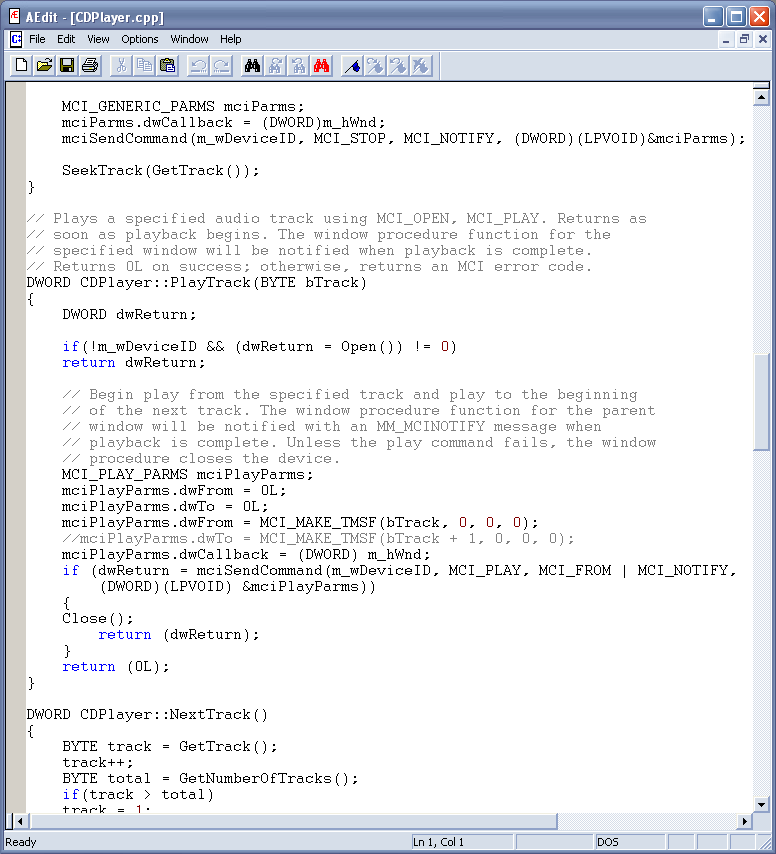 AEdit - [CDPlayer.cpp]
File Edit View Options Window Help
MCI_GENERIC_PARMS mciParms;
mciParms.dwCallback = (DWORD)m_hWnd;
mciSendCommand(m_wDeviceID, MCI_STOP, MCI_NOTIFY, (DWORD)(LPVOID)&mciParms);
SeekTrack(GetTrack());
}
// Plays a specified audio track using MCI_OPEN, MCI_PLAY. Returns as
// soon as playback begins. The window procedure function for the
// specified window will be notified when playback is complete.
// Returns 0L on success; otherwise, returns an MCI error code.
DWORD CDPlayer::PlayTrack(BYTE bTrack)
{
DWORD dwReturn;
if(!m_wDeviceID && (dwReturn = Open()) != 0)
return dwReturn;
// Begin play from the specified track and play to the beginning
// of the next track. The window procedure function for the parent
// window will be notified with an MM_MCINOTIFY message when
// playback is complete. Unless the play command fails, the window
// procedure closes the device.
MCI_PLAY_PARMS mciPlayParms;
mciPlayParms.dwFrom = 0L;
mciPlayParms.dwTo = 0L;
mciPlayParms.dwFrom = MCI_MAKE_TMSF(bTrack, 0, 0, 0);
//mciPlayParms.dwTo = MCI_MAKE_TMSF(bTrack + 1, 0, 0, 0);
mciPlayParms.dwCallback = (DWORD) m_hWnd;
if (dwReturn = mciSendCommand(m_wDeviceID, MCI_PLAY, MCI_FROM | MCI_NOTIFY,
(DWORD)(LPVOID) &mciPlayParms))
{
Close();
return (dwReturn);
}
return (0L);
}
DWORD CDPlayer::NextTrack()
{
BYTE track = GetTrack();
track++;
BYTE total = GetNumberOfTracks();
if(track > total)
track = 1;
Ready Ln 1, Col 1 DOS